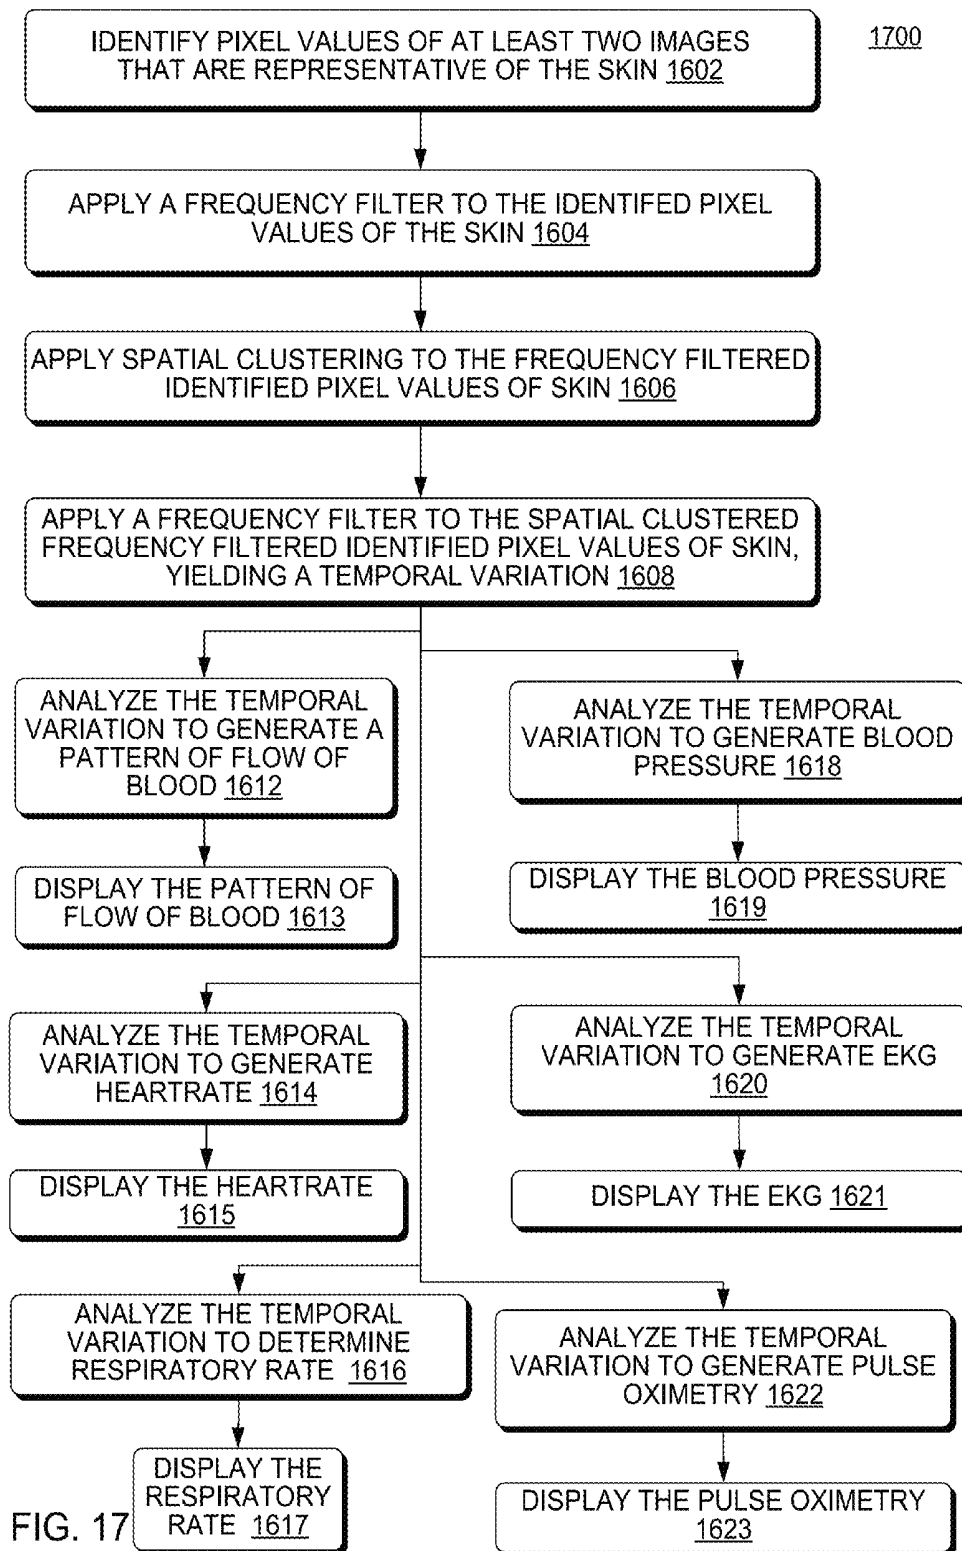 IDENTIFY PIXEL VALUES OF AT LEAST TWO IMAGES
THAT ARE REPRESENTATIVE OF THE SKIN 1602
1700
APPLY A FREQUENCY FILTER TO THE IDENTIFED PIXEL
VALUES OF THE SKIN 1604
APPLY SPATIAL CLUSTERING TO THE FREQUENCY FILTERED
IDENTIFIED PIXEL VALUES OF SKIN 1606
APPLY A FREQUENCY FILTER TO THE SPATIAL CLUSTERED
FREQUENCY FILTERED IDENTIFIED PIXEL VALUES OF SKIN,
YIELDING A TEMPORAL VARIATION 1608
ANALYZE THE TEMPORAL
VARIATION TO GENERATE A
PATTERN OF FLOW OF
BLOOD 1612
DISPLAY THE PATTERN OF
FLOW OF BLOOD 1613
ANALYZE THE TEMPORAL
VARIATION TO GENERATE BLOOD
PRESSURE 1618
DISPLAY THE BLOOD PRESSURE
1619
ANALYZE THE TEMPORAL
VARIATION TO GENERATE
HEARTRATE 1614
DISPLAY THE HEARTRATE
1615
ANALYZE THE TEMPORAL
VARIATION TO GENERATE EKG
1620
DISPLAY THE EKG 1621
ANALYZE THE TEMPORAL
VARIATION TO DETERMINE
RESPIRATORY RATE 1616
DISPLAY THE
RESPIRATORY
RATE 1617
ANALYZE THE TEMPORAL
VARIATION TO GENERATE PULSE
OXIMETRY 1622
DISPLAY THE PULSE OXIMETRY
1623
FIG. 17